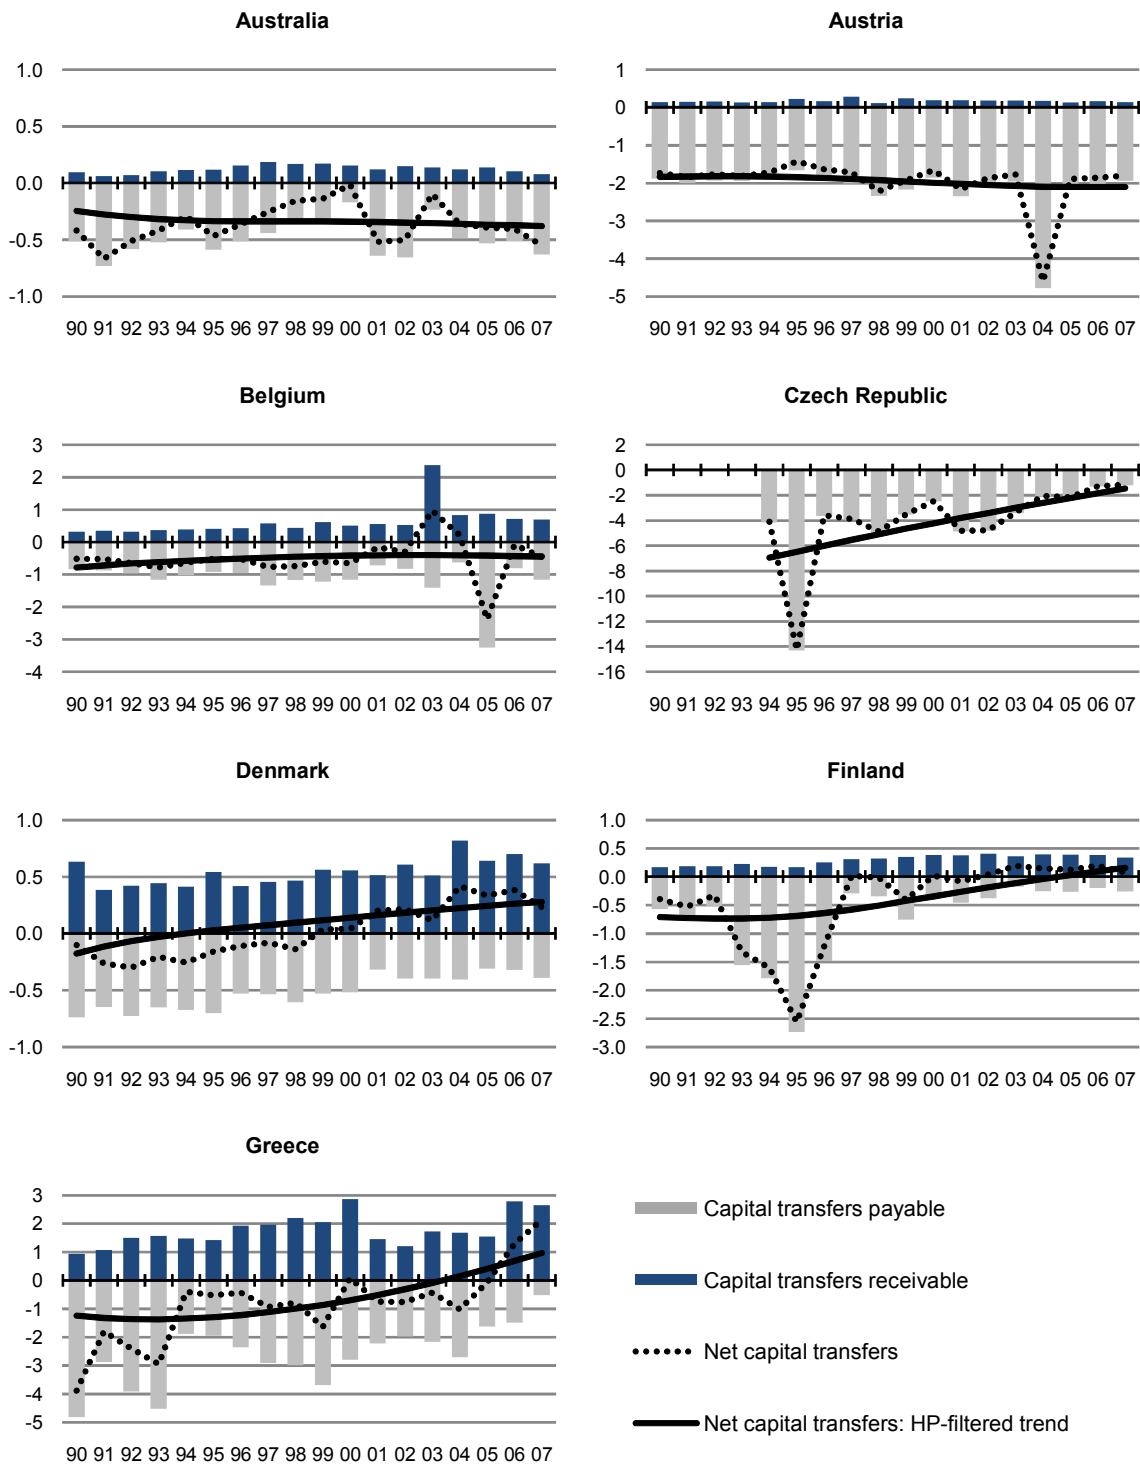 Australia
1.0
0.5
0.0
-0.5
-1.0
90 91 92 93 94 95 96 97 98 99 00 01 02 03 04 05 06 07
Austria
1
0
-1
-2
-3
-4
-5
90 91 92 93 94 95 96 97 98 99 00 01 02 03 04 05 06 07
Belgium
3
2
1
0
-1
-2
-3
-4
90 91 92 93 94 95 96 97 98 99 00 01 02 03 04 05 06 07
Czech Republic
2
0
-2
-4
-6
-8
-10
-12
-14
-16
90 91 92 93 94 95 96 97 98 99 00 01 02 03 04 05 06 07
Denmark
1.0
0.5
0.0
-0.5
-1.0
90 91 92 93 94 95 96 97 98 99 00 01 02 03 04 05 06 07
Finland
1.0
0.5
0.0
-0.5
-1.0
-1.5
-2.0
-2.5
-3.0
90 91 92 93 94 95 96 97 98 99 00 01 02 03 04 05 06 07
Greece
3
2
1
0
-1
-2
-3
-4
-5
90 91 92 93 94 95 96 97 98 99 00 01 02 03 04 05 06 07
Capital transfers payable
Capital transfers receivable
Net capital transfers
Net capital transfers: HP-filtered trend